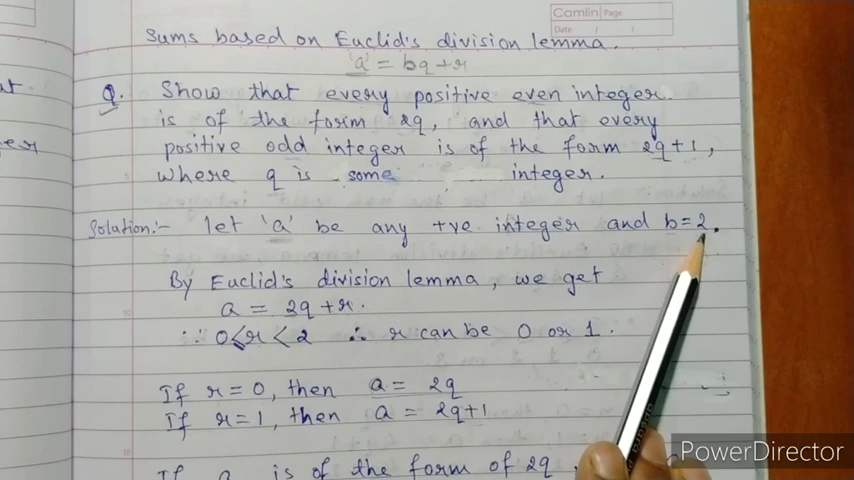 Camlin Page
Date / /
Sums based on Euclid's division lemma.
'a' = bq+r
Q. Show that every positive even integer
is of the form 2q, and that every
positive odd integer is of the form 2q+1,
where q is some integer.
Solution:- let 'a' be any +ve integer and b=2.
By Euclid's division lemma, we get
a = 2q+r.
∵ 0≤r<2 ∴ r can be 0 or 1.
If r=0, then a = 2q
If r=1, then a = 2q+1
If a is of the form of 2q
PowerDirector